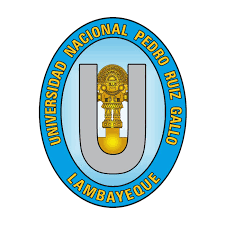 UNIVERSIDAD NACIONAL PEDRO RUIZ GALLO
U
LAMBAYEQUE